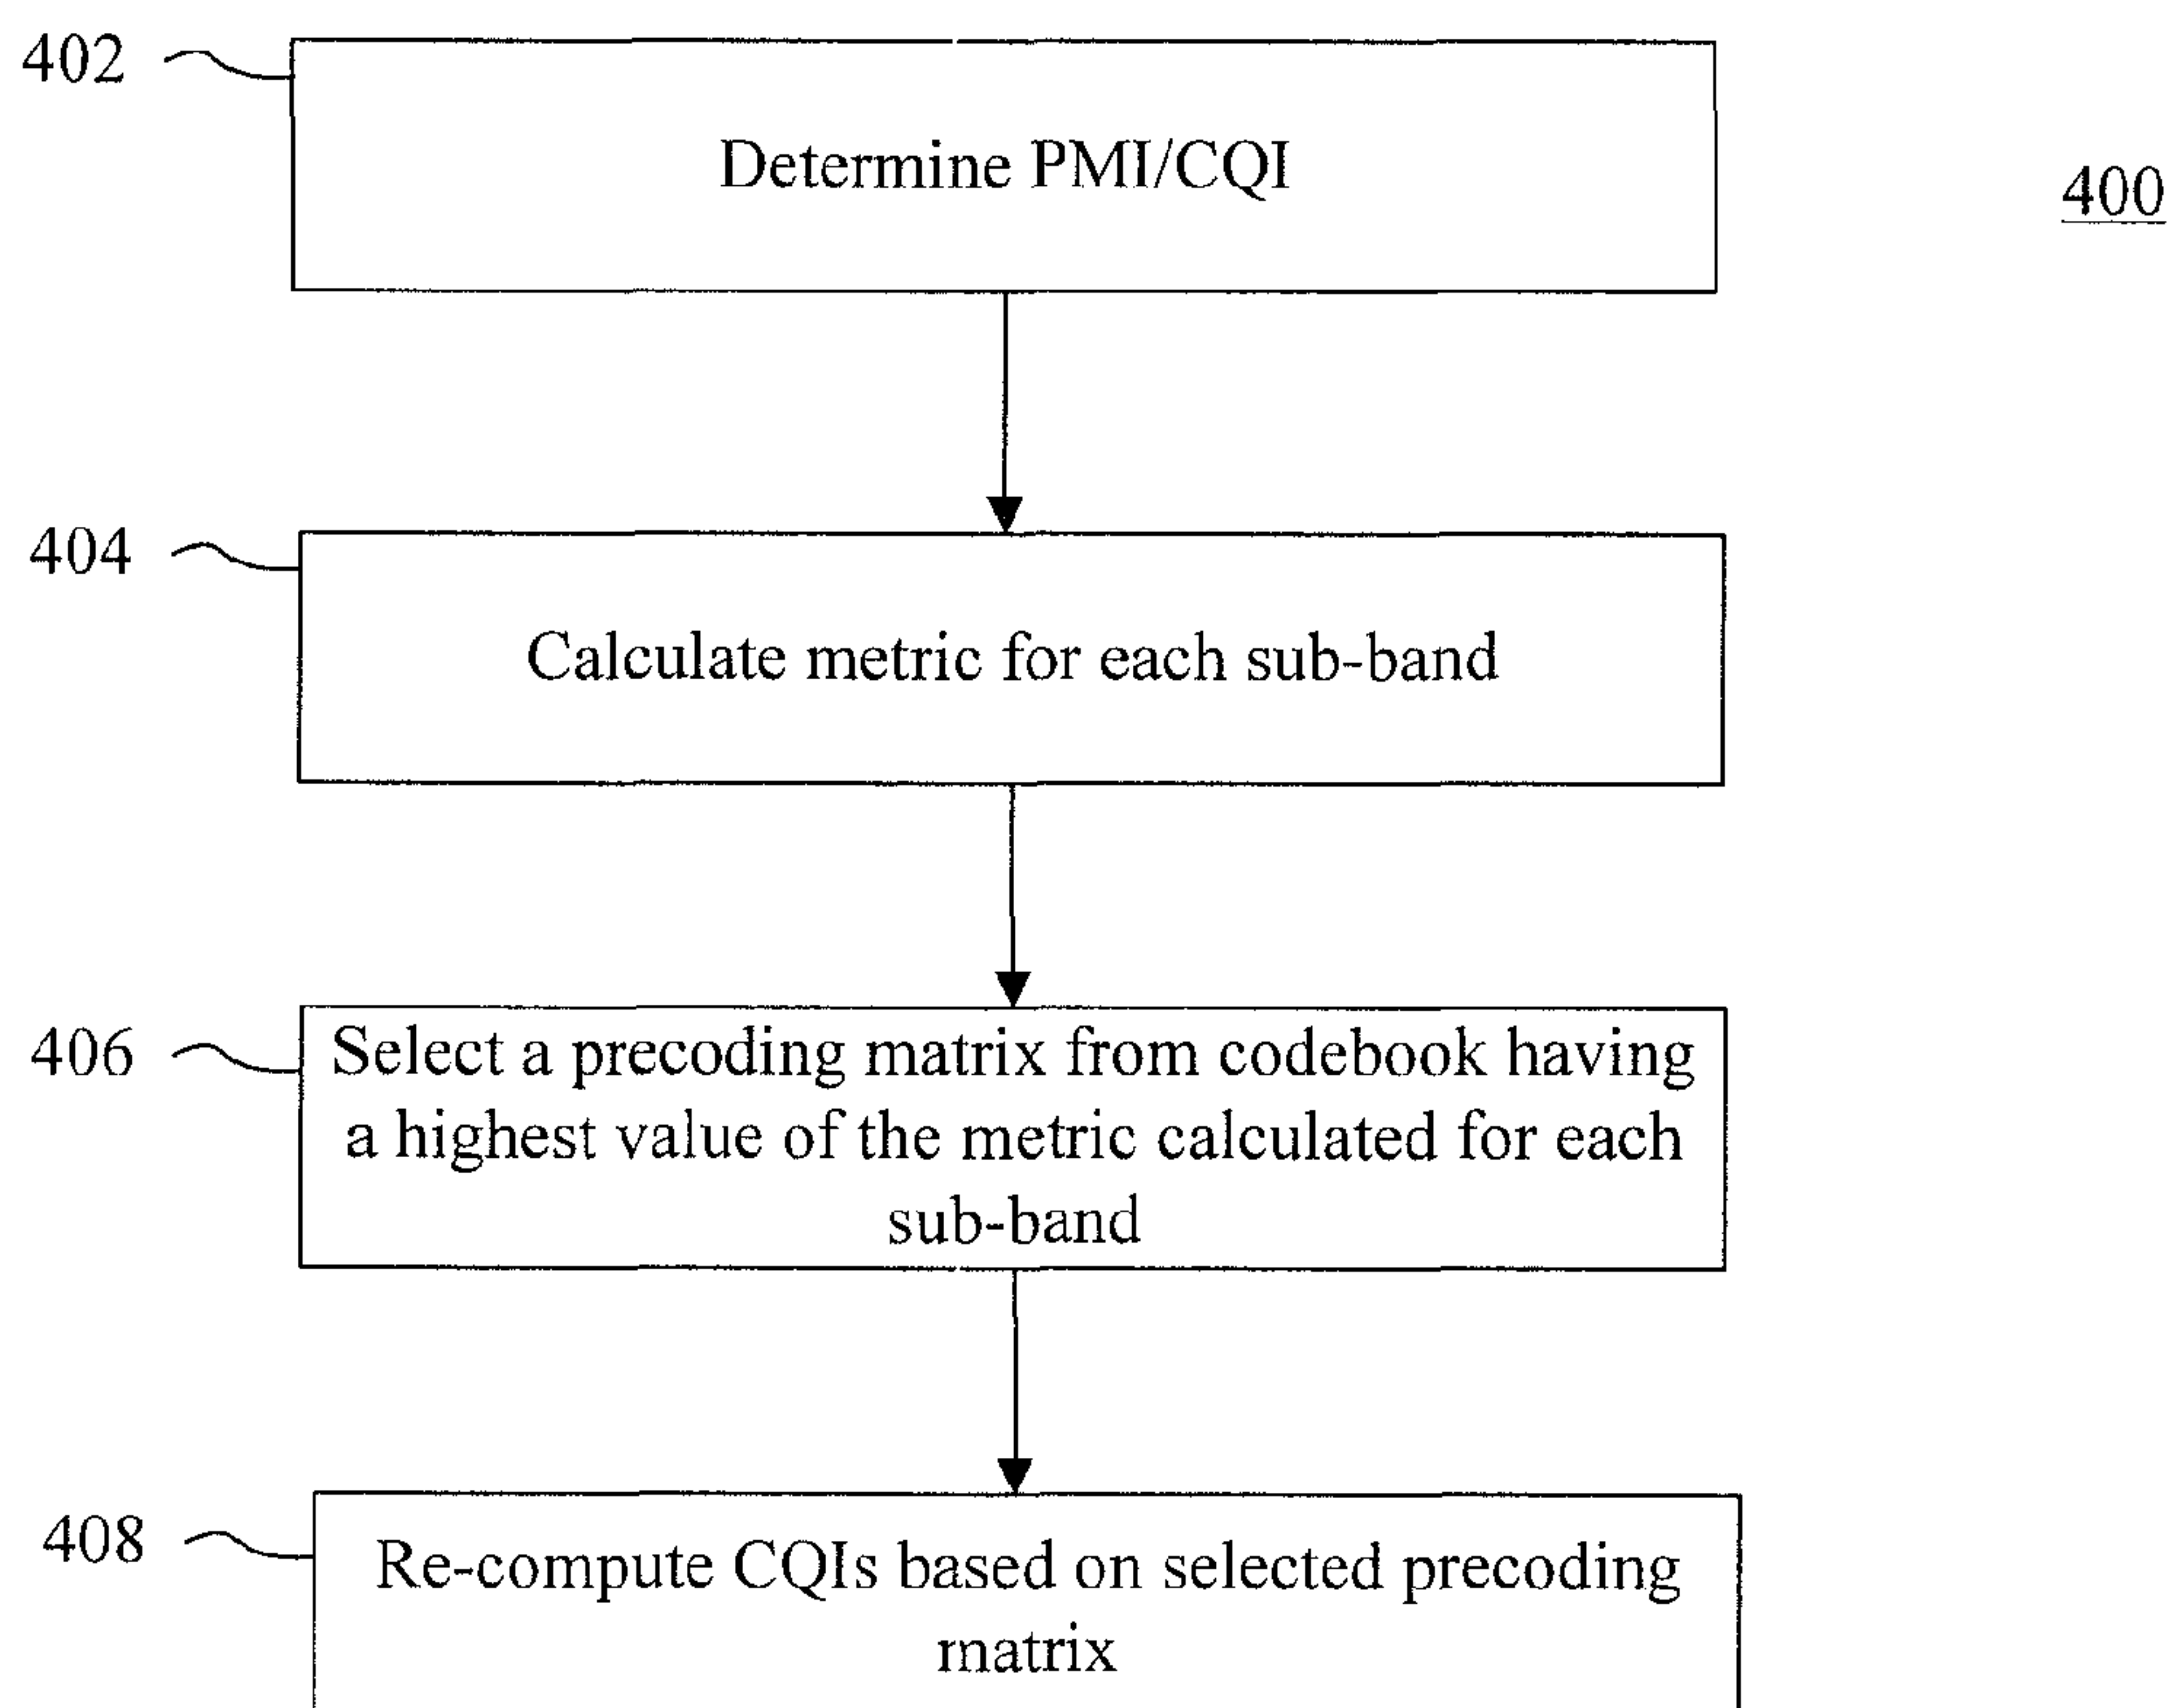 402
Determine PMI/CQI
400
404
Calculate metric for each sub-band
406
Select a precoding matrix from codebook having
a highest value of the metric calculated for each
sub-band
408
Re-compute CQIs based on selected precoding
matrix